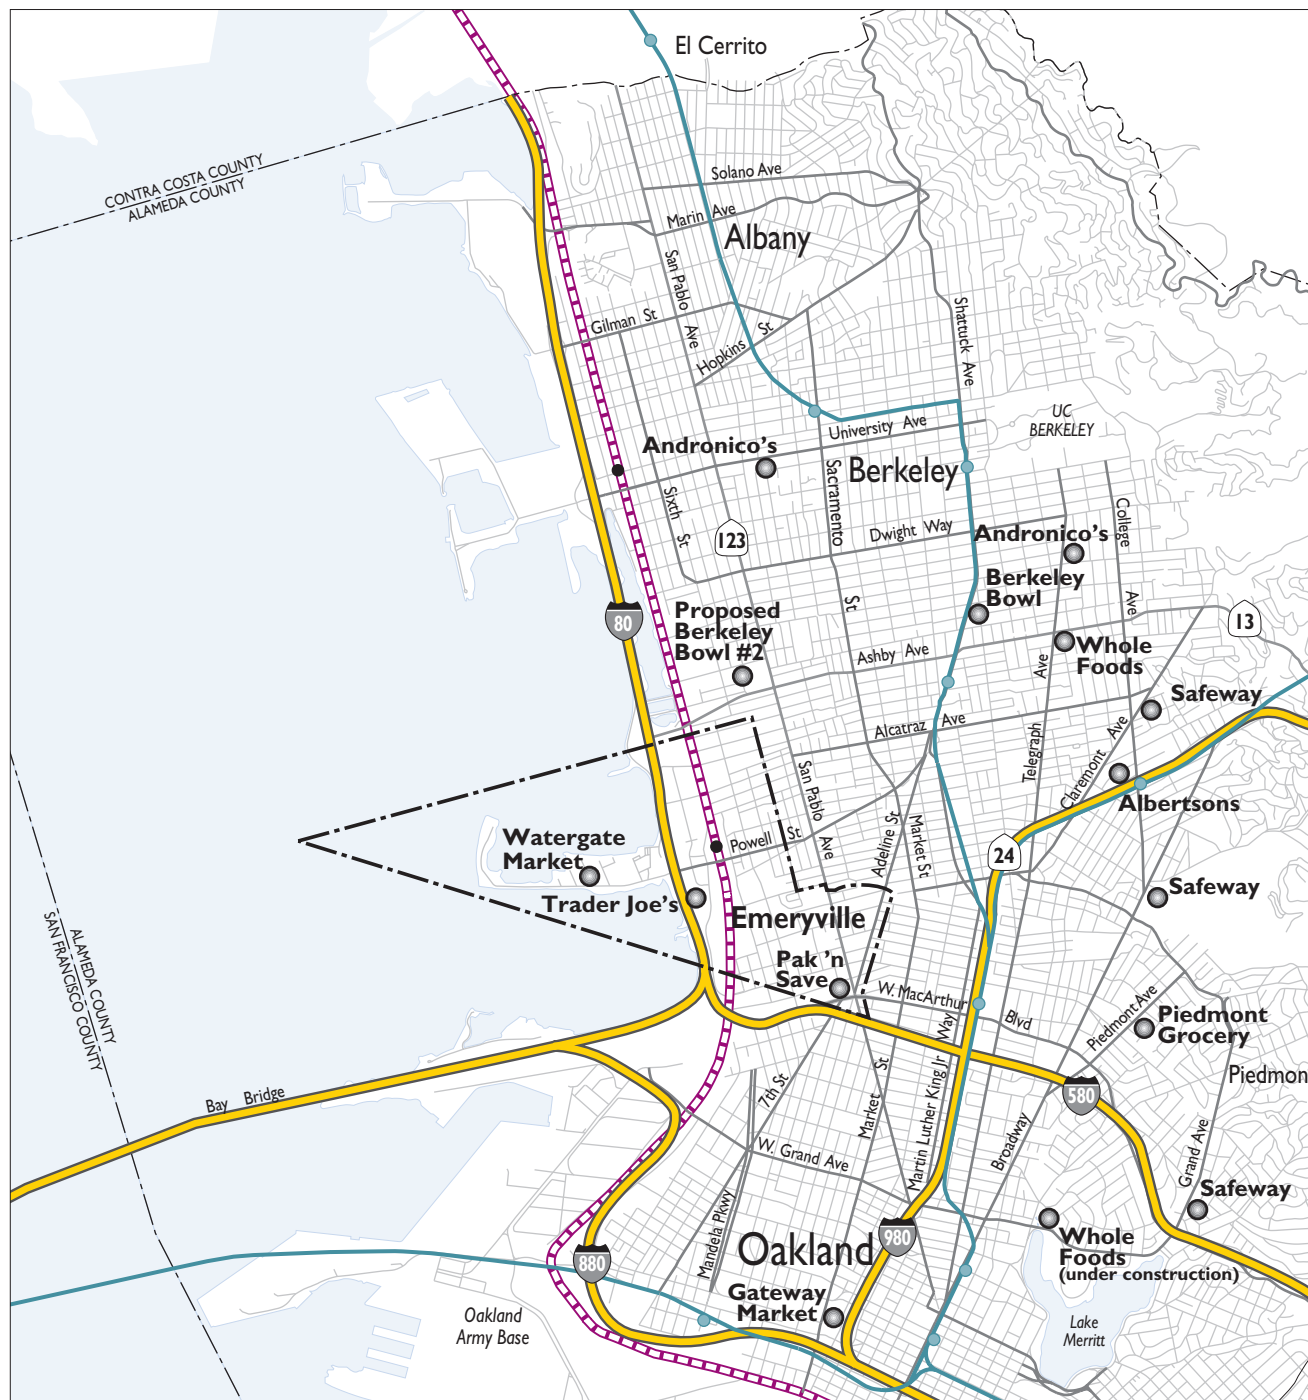 El Cerrito
CONTRA COSTA COUNTY
ALAMEDA COUNTY
Solano Ave
Marin Ave
Albany
San Pablo
Ave
Gilman St
Hopkins St
Shattuck Ave
UC
BERKELEY
University Ave
Andronico's
Berkeley
Sixth St
Sacramento
St
College
Ave
123
Dwight Way
Andronico's
Berkeley
Bowl
80
Proposed
Berkeley
Bowl #2
13
Ashby Ave
Ave
Telegraph
Whole
Foods
Safeway
Alcatraz Ave
Claremont Ave
San Pablo
Ave
Albertsons
Watergate
Market
Powell St
Adeline St
Market St
24
Trader Joe's
Emeryville
Safeway
ALAMEDA COUNTY
SAN FRANCISCO COUNTY
Pak 'n
Save
W. MacArthur
Blvd
Piedmont Ave
Piedmont
Grocery
Piedmon
Bay Bridge
7th St
Market St
Martin Luther King Jr Way
580
Broadway
Grand Ave
W. Grand Ave
Mandela Pkwy
Safeway
980
Oakland
Whole
Foods
(under construction)
880
Gateway
Market
Oakland
Army Base
Lake
Merritt